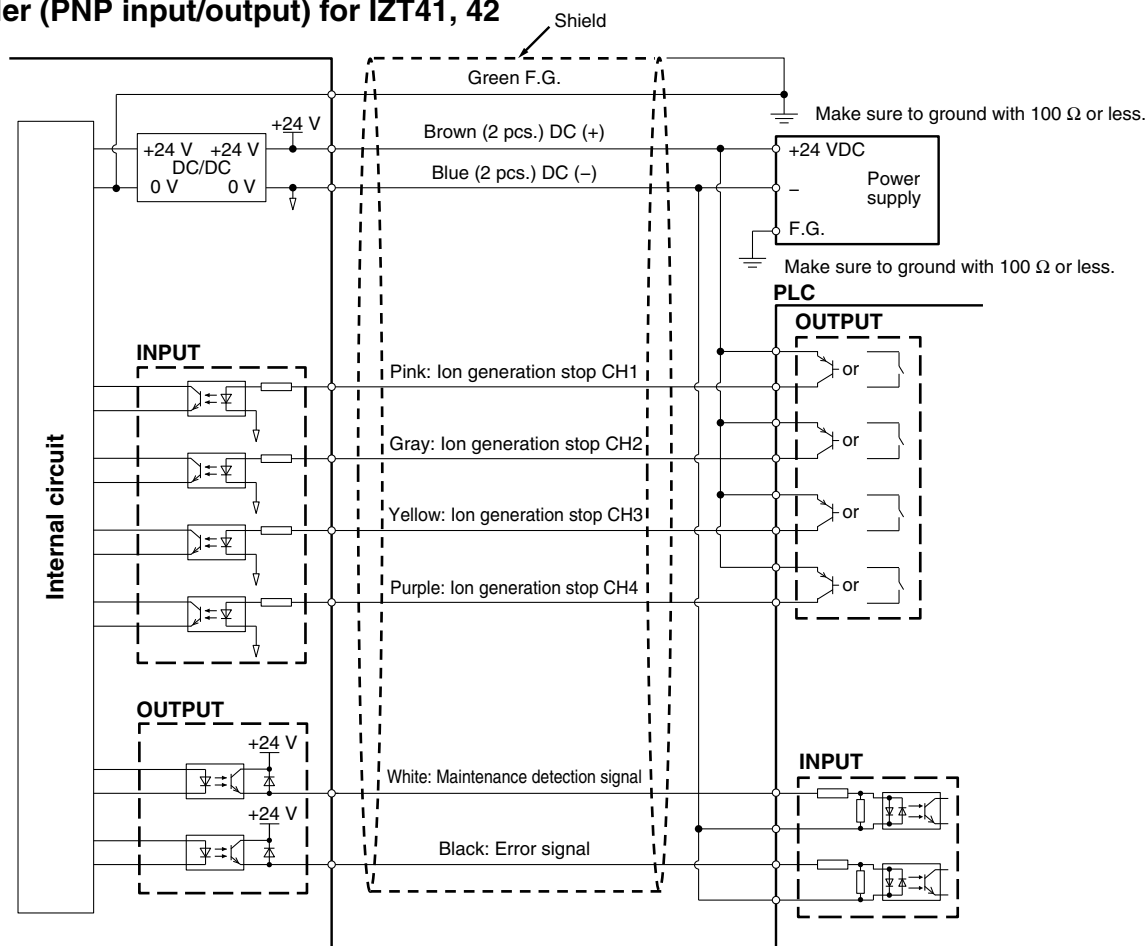 ler (PNP input/output) for IZT41, 42
Shield
Green F.G.
Make sure to ground with 100 Ω or less.
+24 V
Brown (2 pcs.) DC (+)
+24 VDC
+24 V +24 V
DC/DC
0 V 0 V
Blue (2 pcs.) DC (−)
−
Power
supply
F.G.
Make sure to ground with 100 Ω or less.
PLC
OUTPUT
INPUT
Pink: Ion generation stop CH1
or
Gray: Ion generation stop CH2
or
Internal circuit
Yellow: Ion generation stop CH3
or
Purple: Ion generation stop CH4
or
OUTPUT
+24 V
INPUT
White: Maintenance detection signal
+24 V
Black: Error signal